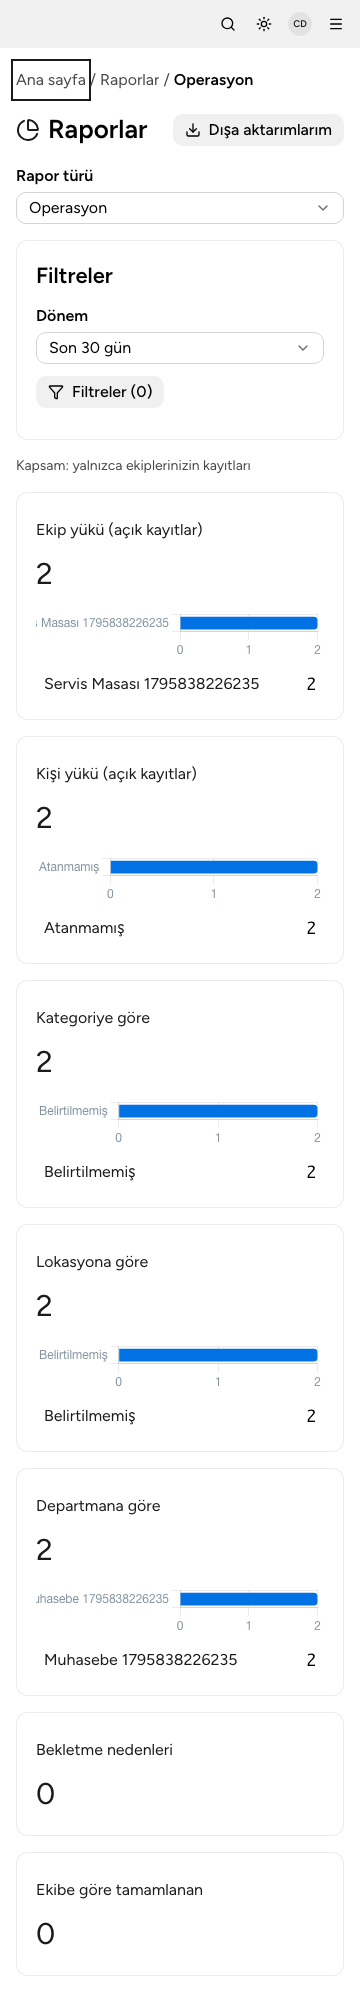 CD
Ana sayfa / Raporlar / Operasyon
Raporlar
Dışa aktarımlarım
Rapor türü
Operasyon
Filtreler
Dönem
Son 30 gün
Filtreler (0)
Kapsam: yalnızca ekiplerinizin kayıtları
Ekip yükü (açık kayıtlar)
2
Masası 1795838226235
0 1 2
Servis Masası 1795838226235 2
Kişi yükü (açık kayıtlar)
2
Atanmamış
0 1 2
Atanmamış 2
Kategoriye göre
2
Belirtilmemiş
0 1 2
Belirtilmemiş 2
Lokasyona göre
2
Belirtilmemiş
0 1 2
Belirtilmemiş 2
Departmana göre
2
uhasebe 1795838226235
0 1 2
Muhasebe 1795838226235 2
Bekletme nedenleri
0
Ekibe göre tamamlanan
0